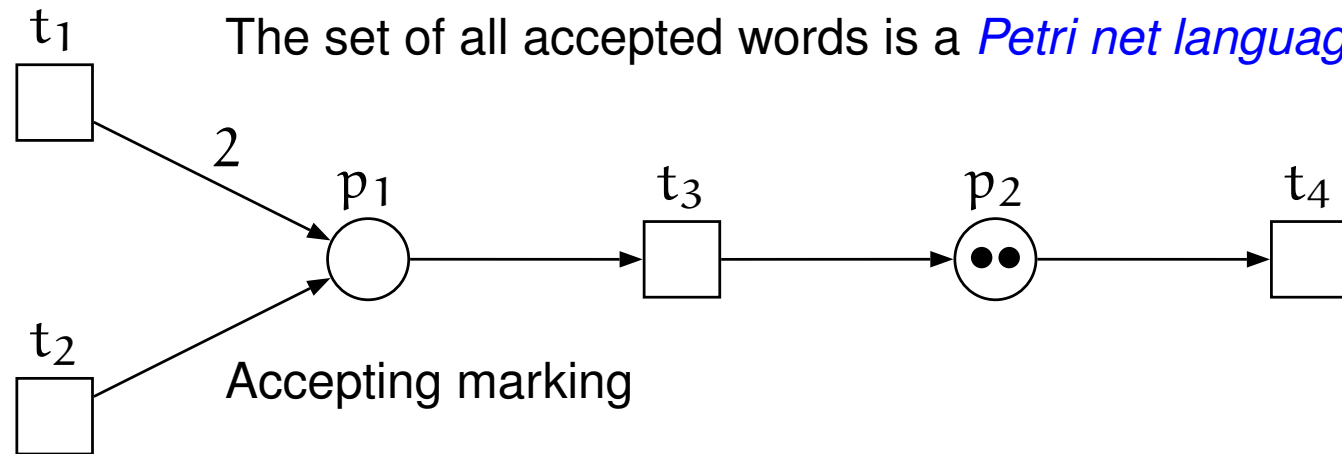 t₁
The set of all accepted words is a Petri net languag
2
p₁
t₃
p₂
t₄
t₂
Accepting marking